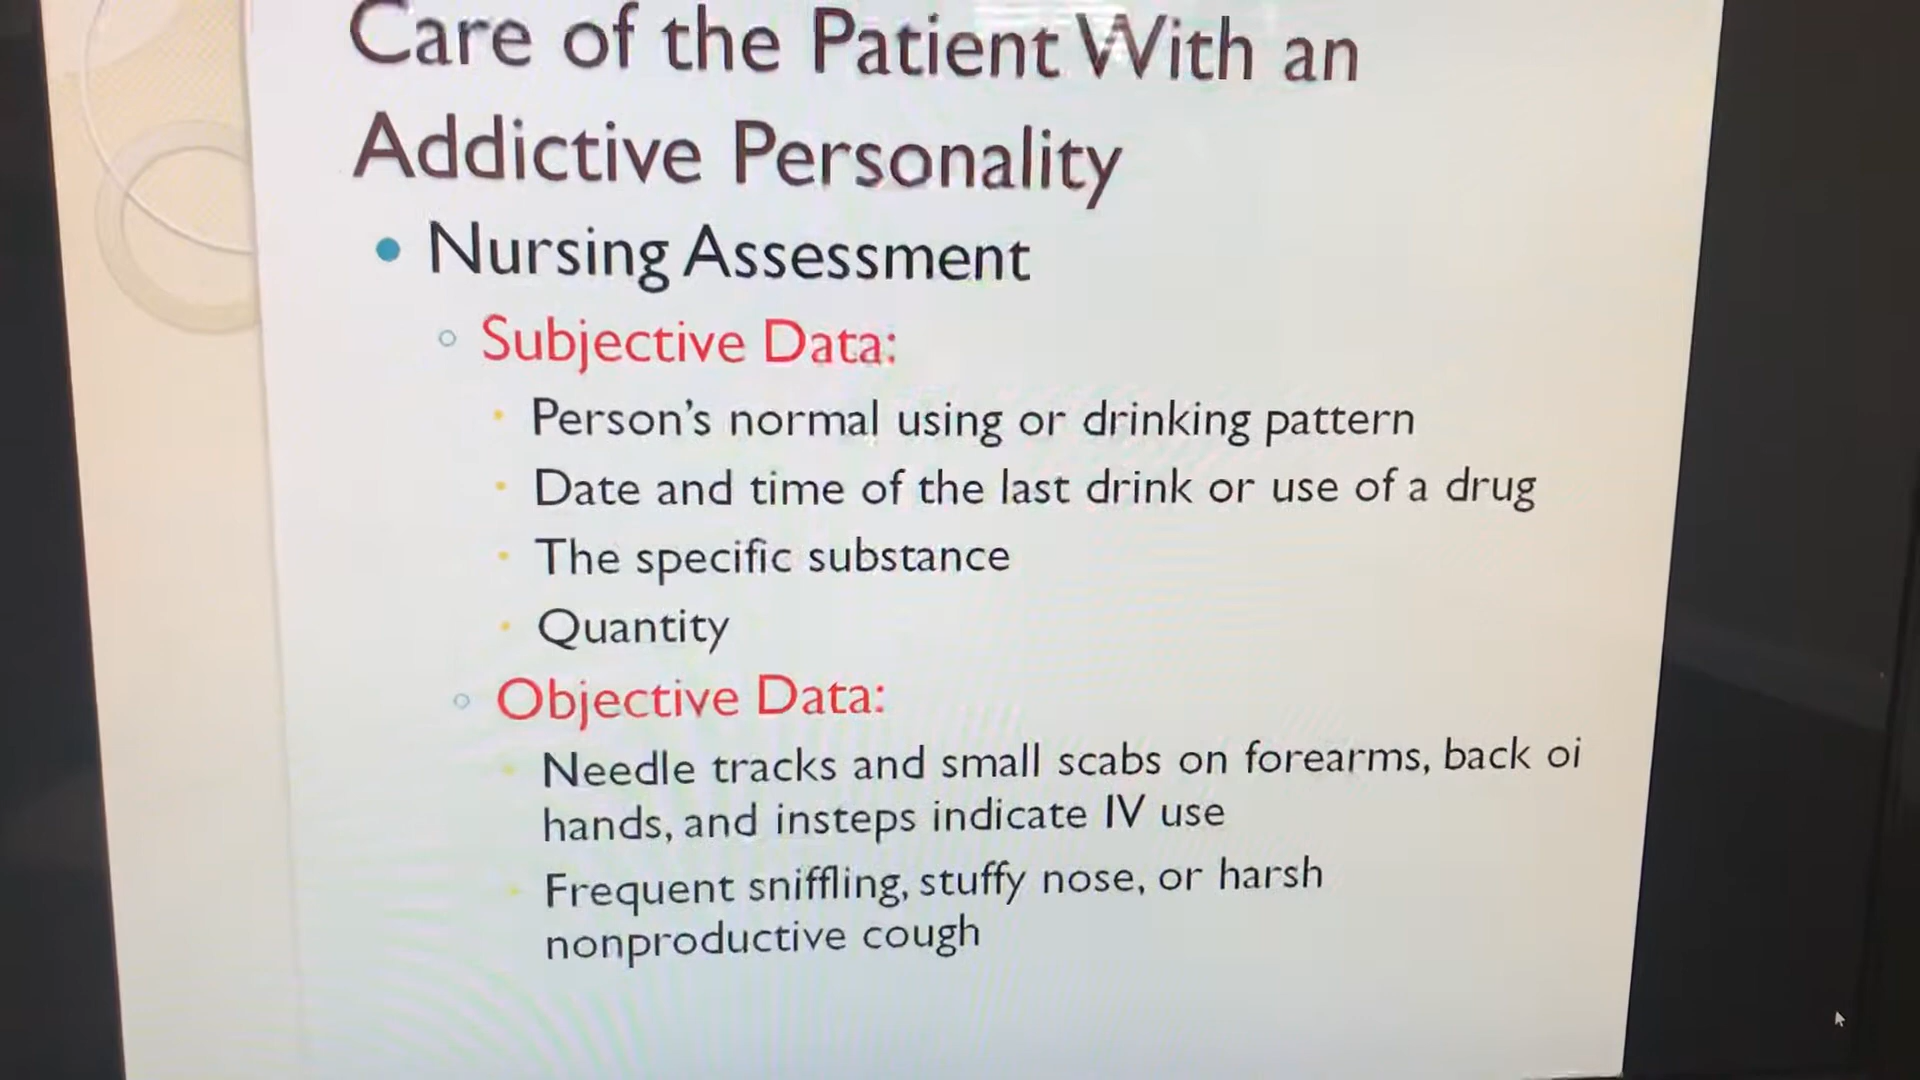 Care of the Patient With an
Addictive Personality
Nursing Assessment
Subjective Data:
Person's normal using or drinking pattern
Date and time of the last drink or use of a drug
The specific substance
Quantity
Objective Data:
Needle tracks and small scabs on forearms, back oi
hands, and insteps indicate IV use
Frequent sniffling, stuffy nose, or harsh
nonproductive cough